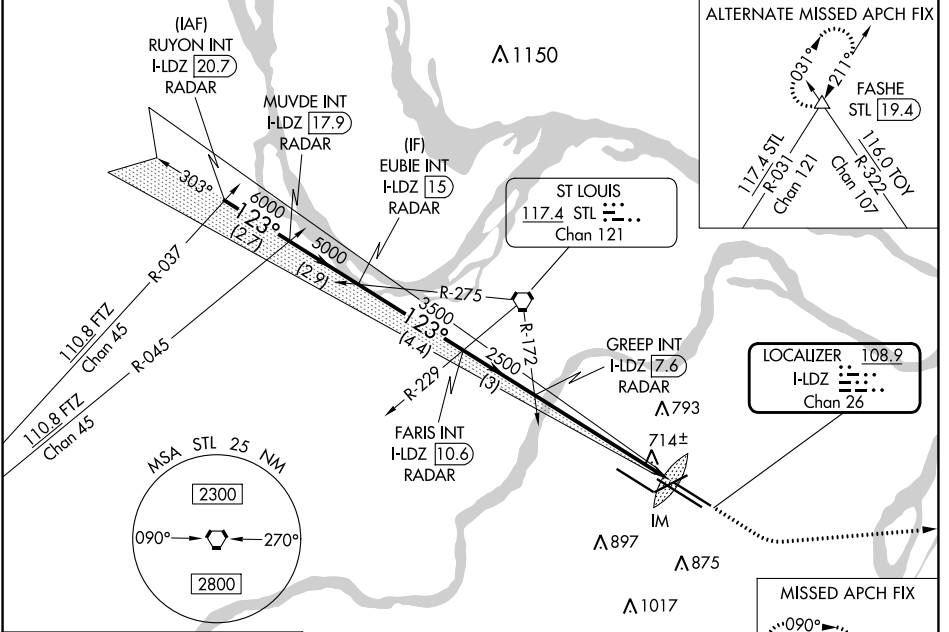 (IAF)
RUYON INT
I-LDZ 20.7
RADAR
MUVDE INT
I-LDZ 17.9
RADAR
(IF)
EUBIE INT
I-LDZ 15
RADAR
1150
ALTERNATE MISSED APCH FIX
031°
211°
FASHE
STL 19.4
117.4 STL
R-031
Chan 121
116.0 TOY
R-322
Chan 107
303°
6000
123°
(2.7)
5000
(2.9)
R-037
110.8 FTZ
Chan 45
R-045
110.8 FTZ
Chan 45
ST LOUIS
117.4 STL
Chan 121
R-275
3500
123°
(4.4)
R-172
R-229
2500
(3)
GREEP INT
I-LDZ 7.6
RADAR
FARIS INT
I-LDZ 10.6
RADAR
LOCALIZER 108.9
I-LDZ
Chan 26
793
714±
IM
897
875
1017
MSA STL 25 NM
2300
090°
270°
2800
MISSED APCH FIX
090°